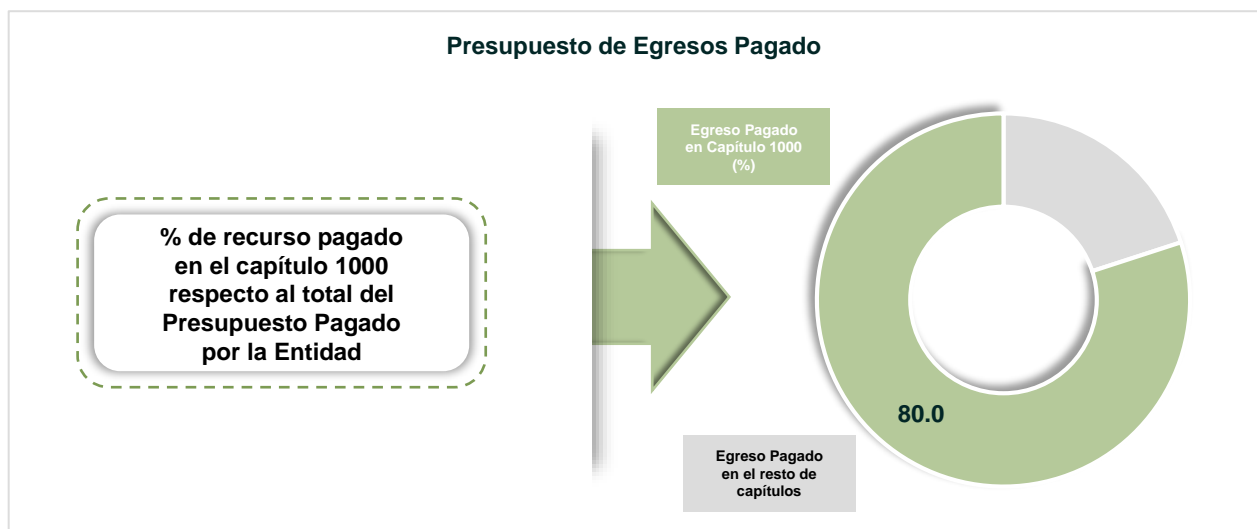 Presupuesto de Egresos Pagado
Egreso Pagado
en Capítulo 1000
(%)
% de recurso pagado
en el capítulo 1000
respecto al total del
Presupuesto Pagado
por la Entidad
80.0
Egreso Pagado
en el resto de
capítulos